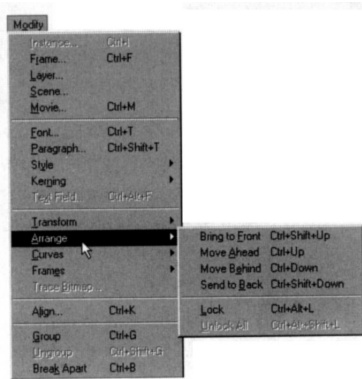 Modify
Instance... Ctrl+I
Frame... Ctrl+F
Layer...
Scene...
Movie... Ctrl+M
Font... Ctrl+T
Paragraph... Ctrl+Shift+T
Style
Kerning
Text Field... Ctrl+Alt+F
Transform
Arrange
Curves
Frames
Trace Bitmap...
Align... Ctrl+K
Group Ctrl+G
Ungroup Ctrl+Shift+G
Break Apart Ctrl+B
Bring to Front Ctrl+Shift+Up
Move Ahead Ctrl+Up
Move Behind Ctrl+Down
Send to Back Ctrl+Shift+Down
Lock Ctrl+Alt+L
Unlock All Ctrl+Alt+Shift+L